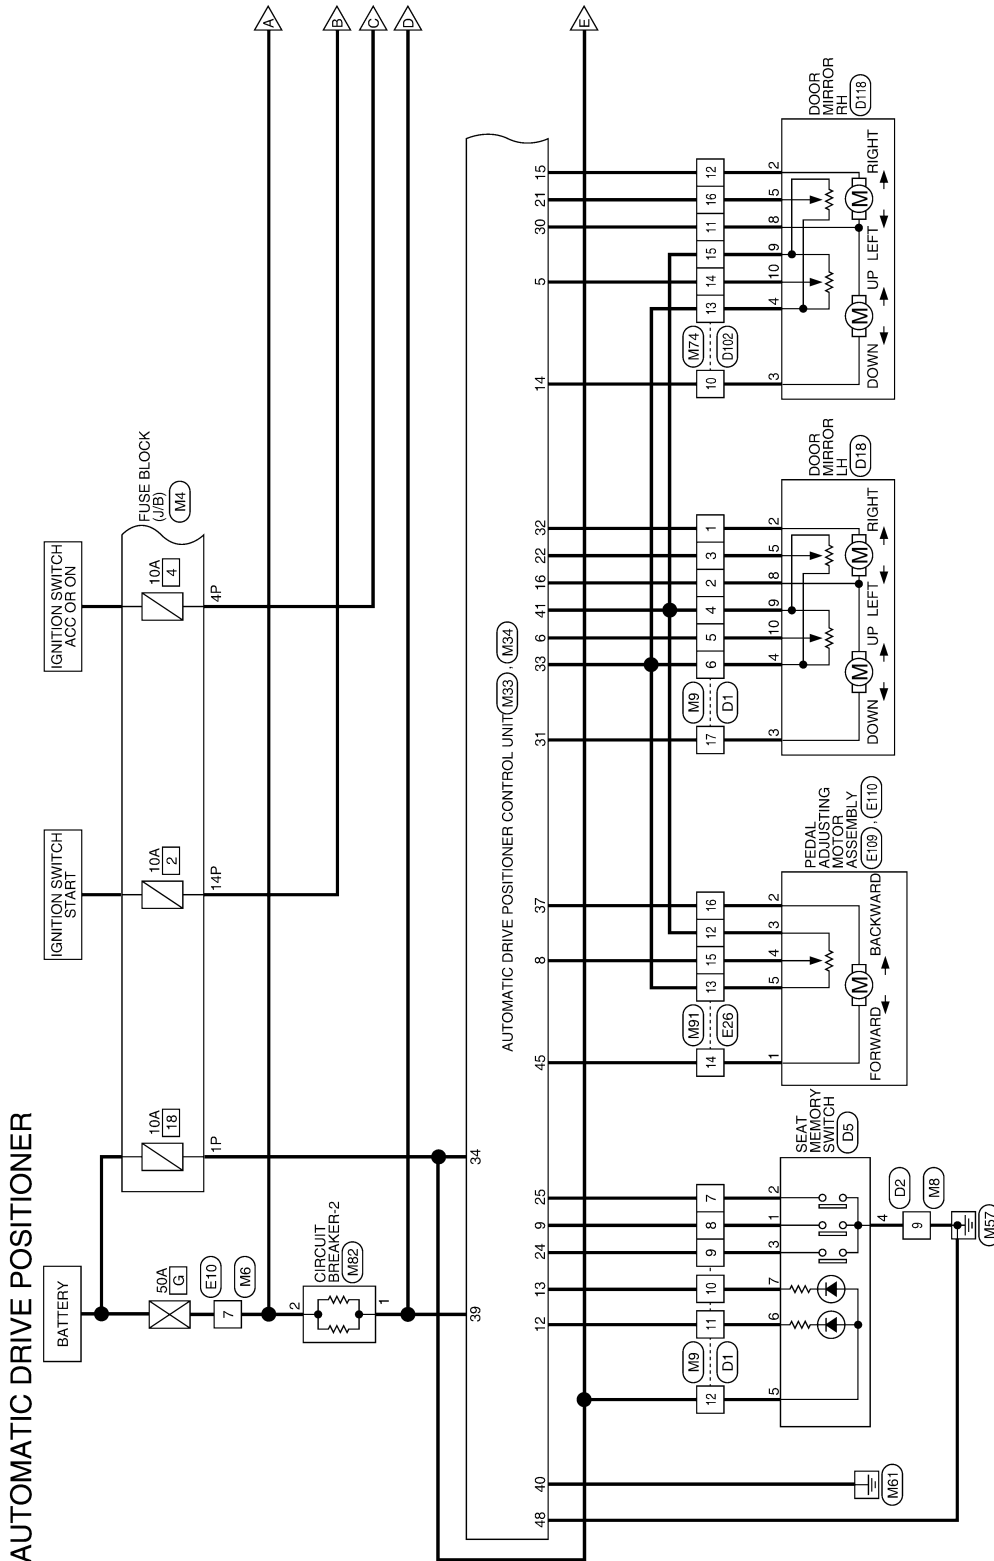 AUTOMATIC DRIVE POSITIONER
BATTERY
50A
G
E10
7
M6
2
CIRCUIT
BREAKER-2
M82
1
39
IGNITION SWITCH
START
IGNITION SWITCH
ACC OR ON
FUSE BLOCK
(J/B)
M4
10A
18
1P
10A
2
14P
10A
4
4P
34
A
B
C
D
E
AUTOMATIC DRIVE POSITIONER CONTROL UNIT M33 , M34
48
40
12
13
24
9
25
45
8
37
31
33
6
41
16
22
32
14
5
30
21
15
M61
M9
D1
12
11
10
9
8
7
5
6
7
3
1
2
SEAT
MEMORY
SWITCH
D5
4
D2
9
M8
M57
M91
E26
14
13
15
12
16
1
5
4
3
2
PEDAL
ADJUSTING
MOTOR
ASSEMBLY
E109 , E110
FORWARD
BACKWARD
M
M9
D1
17
6
5
4
2
3
1
3
4
10
9
8
5
2
DOOR
MIRROR
LH
D18
DOWN
UP
LEFT
RIGHT
M
M
M74
D102
10
13
14
15
11
16
12
3
4
10
9
8
5
2
DOOR
MIRROR
RH
D118
DOWN
UP
LEFT
RIGHT
M
M